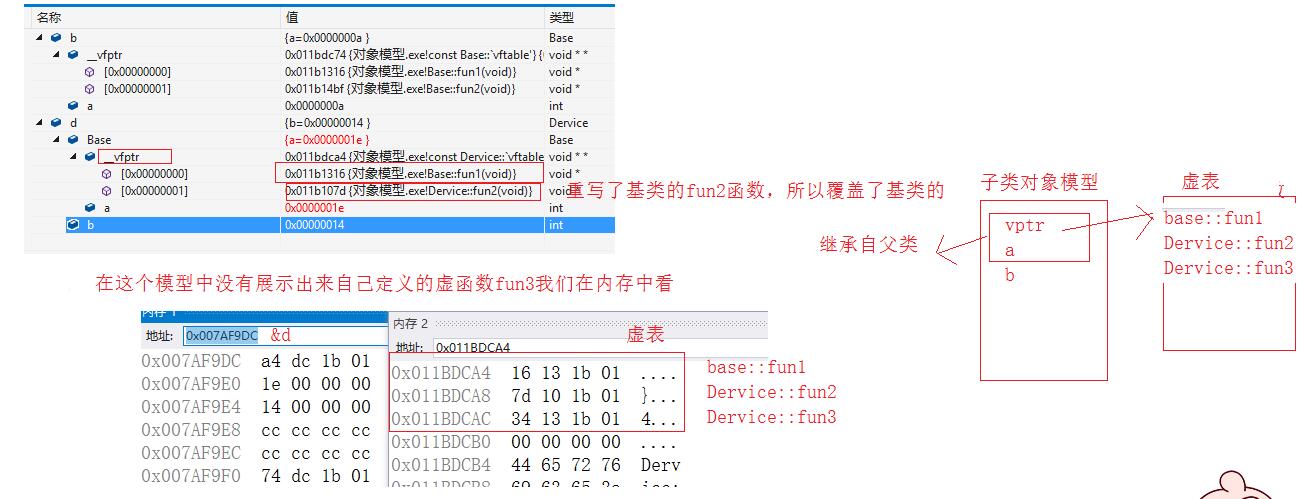 名称 值 类型
b {a=0x0000000a } Base
__vfptr 0x011bdc74 {对象模型.exe!const Base::`vftable'} void * *
[0x00000000] 0x011b1316 {对象模型.exe!Base::fun1(void)} void *
[0x00000001] 0x011b14bf {对象模型.exe!Base::fun2(void)} void *
a 0x0000000a int
d {b=0x00000014 } Dervice
Base {a=0x0000001e } Base
__vfptr 0x011bdca4 {对象模型.exe!const Dervice::`vftable void * *
[0x00000000] 0x011b1316 {对象模型.exe!Base::fun1(void)} void *
[0x00000001] 0x011b107d {对象模型.exe!Dervice::fun2(void)} void
重写了基类的fun2函数，所以覆盖了基类的
a 0x0000001e int
b 0x00000014 int
子类对象模型
虚表
vptr
a
b
继承自父类
base::fun1
Dervice::fun2
Dervice::fun3
在这个模型中没有展示出来自己定义的虚函数fun3我们在内存中看
内存 1
地址: 0x007AF9DC &d
0x007AF9DC a4 dc 1b 01
0x007AF9E0 1e 00 00 00
0x007AF9E4 14 00 00 00
0x007AF9E8 cc cc cc cc
0x007AF9EC cc cc cc cc
0x007AF9F0 74 dc 1b 01
内存 2
虚表
地址: 0x011BDCA4
0x011BDCA4 16 13 1b 01 ....
0x011BDCA8 7d 10 1b 01 }...
0x011BDCAC 34 13 1b 01 4...
0x011BDCB0 00 00 00 00 ....
0x011BDCB4 44 65 72 76 Derv
base::fun1
Dervice::fun2
Dervice::fun3